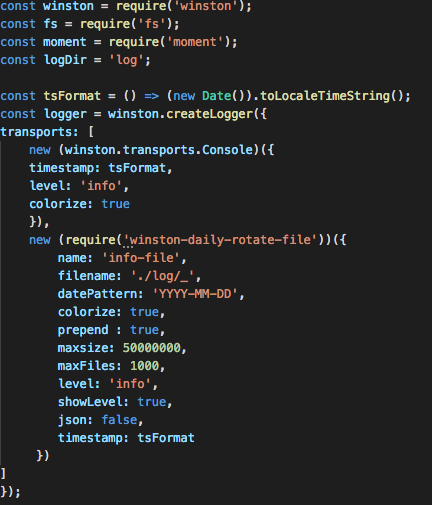 const winston = require('winston');
const fs = require('fs');
const moment = require('moment');
const logDir = 'log';

const tsFormat = () => (new Date()).toLocaleTimeString();
const logger = winston.createLogger({
transports: [
    new (winston.transports.Console)({
    timestamp: tsFormat,
    level: 'info',
    colorize: true
    }),
    new (require('winston-daily-rotate-file'))({
        name: 'info-file',
        filename: './log/_',
        datePattern: 'YYYY-MM-DD',
        colorize: true,
        prepend : true,
        maxsize: 50000000,
        maxFiles: 1000,
        level: 'info',
        showLevel: true,
        json: false,
        timestamp: tsFormat
     })
]
});